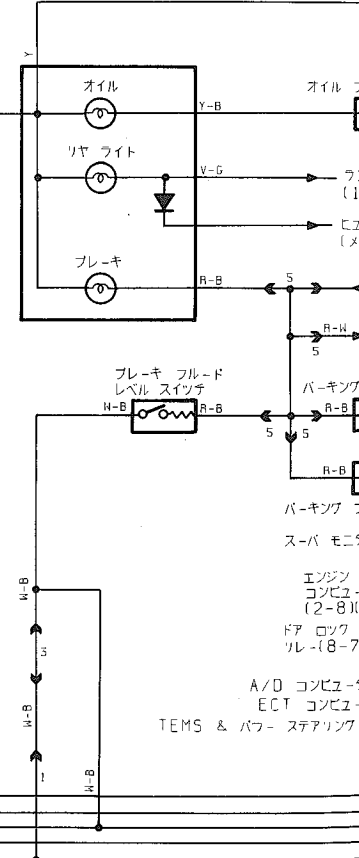 Y
オイル
オイル
Y-B
リヤ ライト
V-G
(1
ブレーキ
R-B
5
R-W
5
ブレーキ フルード
レベル スイッチ
パーキング
W-B
R-B
R-B
5
5
R-B
パーキング
スーパ モニタ
W-B
エンジン
コンピュー
(2-8)
ドア ロック
リレー(8-7
5
W-B
A/D コンピュータ
ECT コンピュー
TEMS & パワー ステアリング
W-B
1